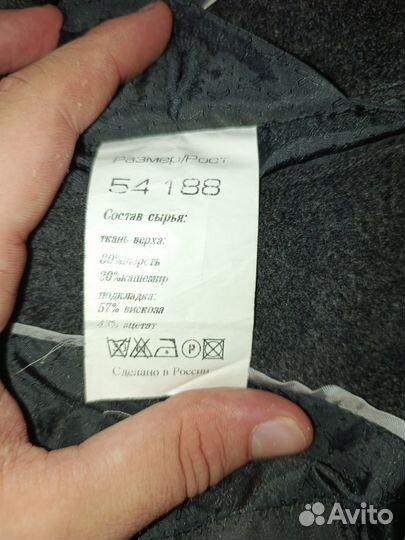 Размер/Рост
54 188
Состав сырья:
ткань верха:
80%шерсть
20%кашемир
подкладка:
57% вискоза
43% ацетат
P
Сделано в России
Avito